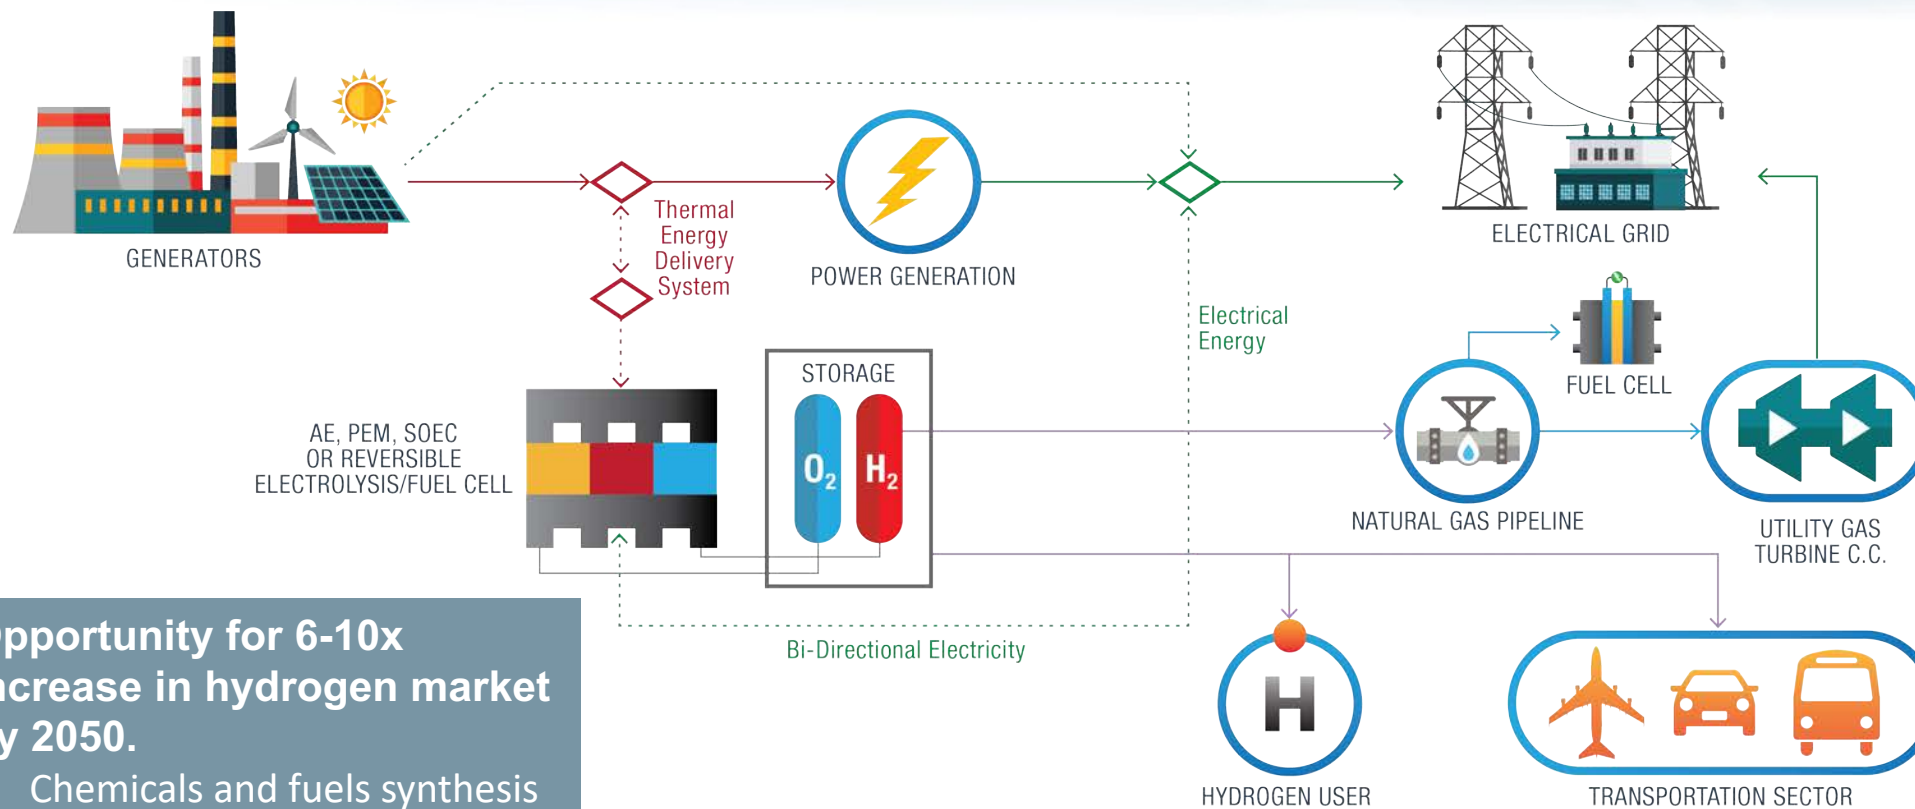 GENERATORS
Thermal
Energy
Delivery
System
POWER GENERATION
ELECTRICAL GRID
Electrical
Energy
FUEL CELL
STORAGE
O₂
H₂
AE, PEM, SOEC
OR REVERSIBLE
ELECTROLYSIS/FUEL CELL
NATURAL GAS PIPELINE
UTILITY GAS
TURBINE C.C.
Bi-Directional Electricity
H
HYDROGEN USER
TRANSPORTATION SECTOR
pportunity for 6-10x
ncrease in hydrogen market
y 2050.
Chemicals and fuels synthesis